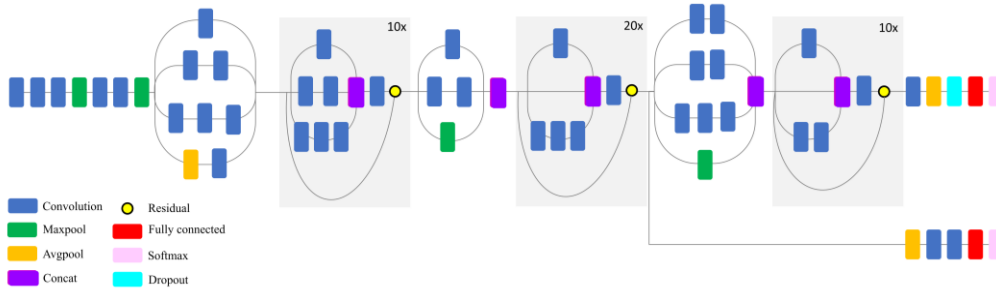 10x
20x
10x
Convolution
Residual
Maxpool
Fully connected
Avgpool
Softmax
Concat
Dropout